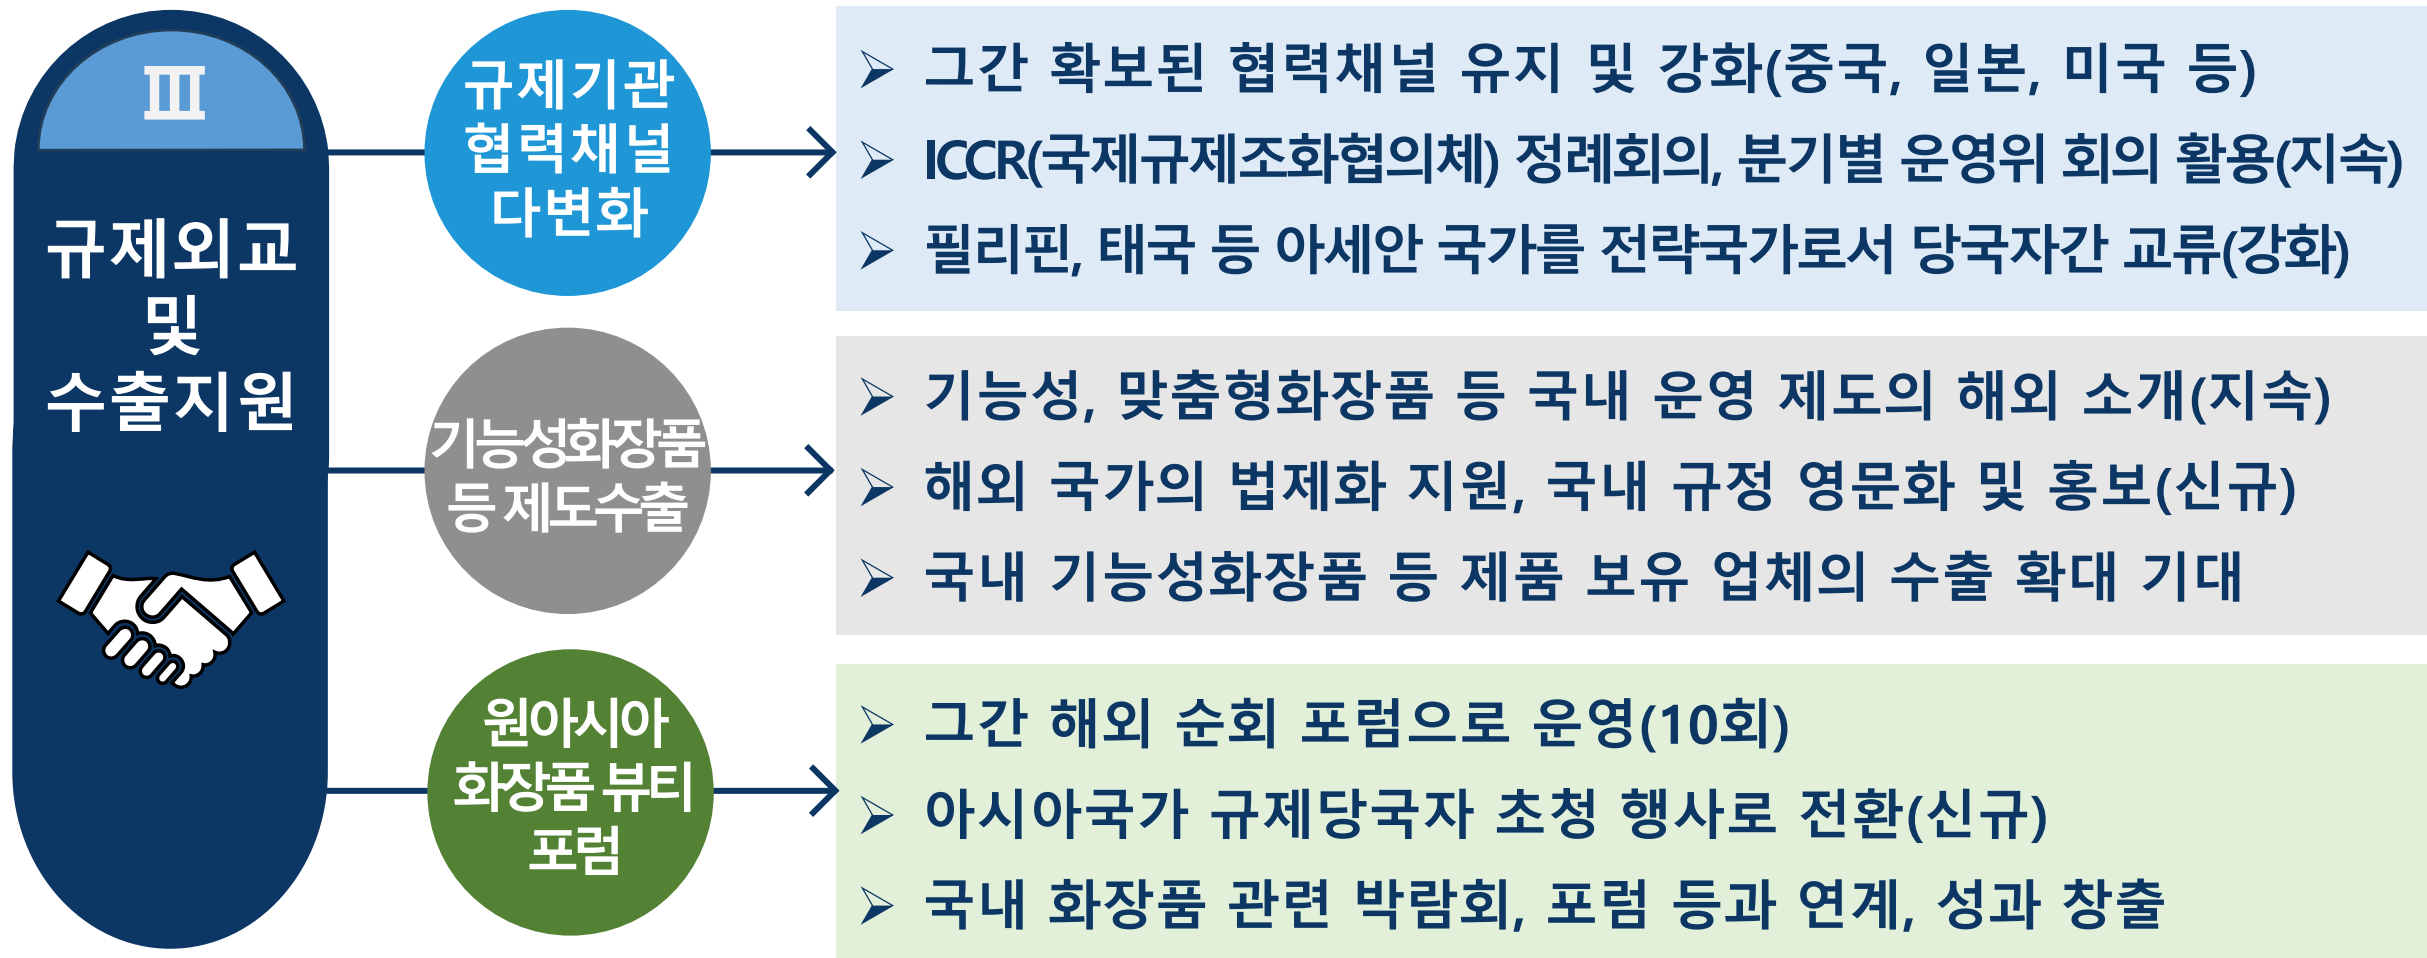 Ⅲ
규제외교
및
수출지원
규제기관
협력채널
다변화
➢ 그간 확보된 협력채널 유지 및 강화(중국, 일본, 미국 등)
➢ ICCR(국제규제조화협의체) 정례회의, 분기별 운영위 회의 활용(지속)
➢ 필리핀, 태국 등 아세안 국가를 전략국가로서 당국자간 교류(강화)
기능성화장품
등 제도수출
➢ 기능성, 맞춤형화장품 등 국내 운영 제도의 해외 소개(지속)
➢ 해외 국가의 법제화 지원, 국내 규정 영문화 및 홍보(신규)
➢ 국내 기능성화장품 등 제품 보유 업체의 수출 확대 기대
원아시아
화장품 뷰티
포럼
➢ 그간 해외 순회 포럼으로 운영(10회)
➢ 아시아국가 규제당국자 초청 행사로 전환(신규)
➢ 국내 화장품 관련 박람회, 포럼 등과 연계, 성과 창출